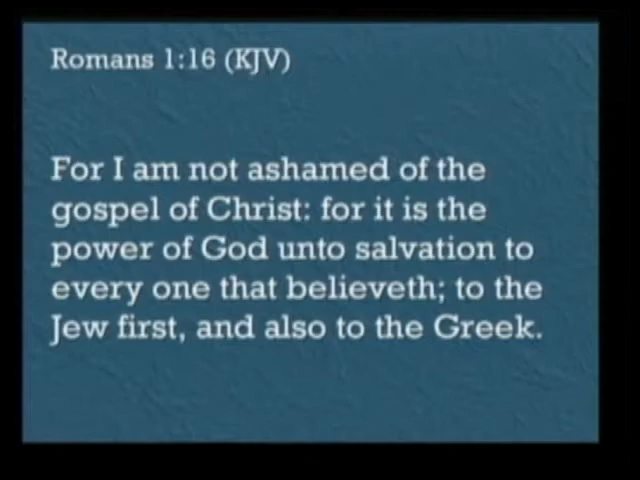 Romans 1:16 (KJV)
For I am not ashamed of the
gospel of Christ: for it is the
power of God unto salvation to
every one that believeth; to the
Jew first, and also to the Greek.